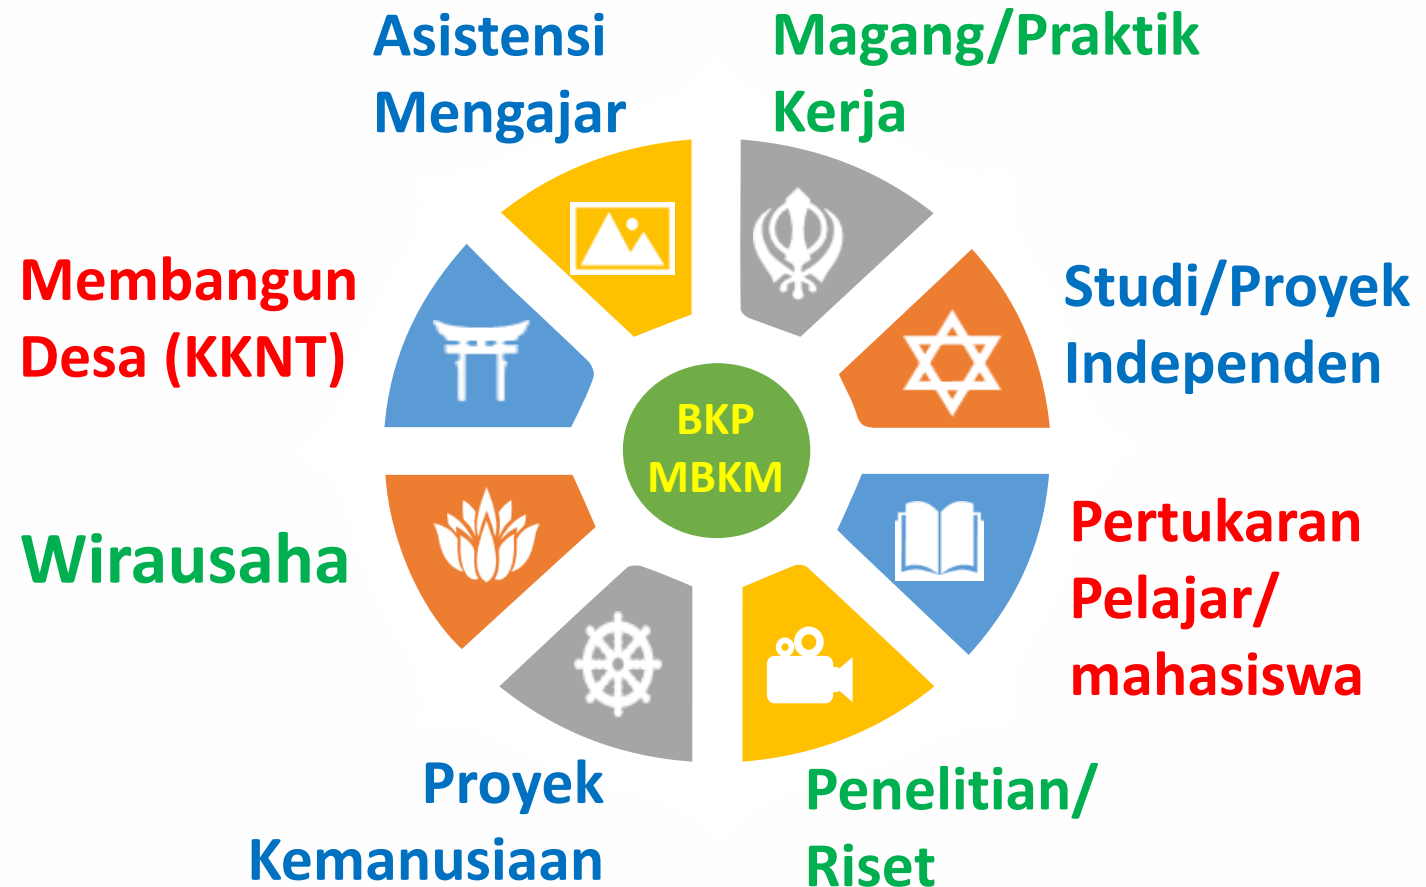 Asistensi
Mengajar
Magang/Praktik
Kerja
Membangun
Desa (KKNT)
Studi/Proyek
Independen
BKP
MBKM
Wirausaha
Pertukaran
Pelajar/
mahasiswa
Proyek
Kemanusiaan
Penelitian/
Riset